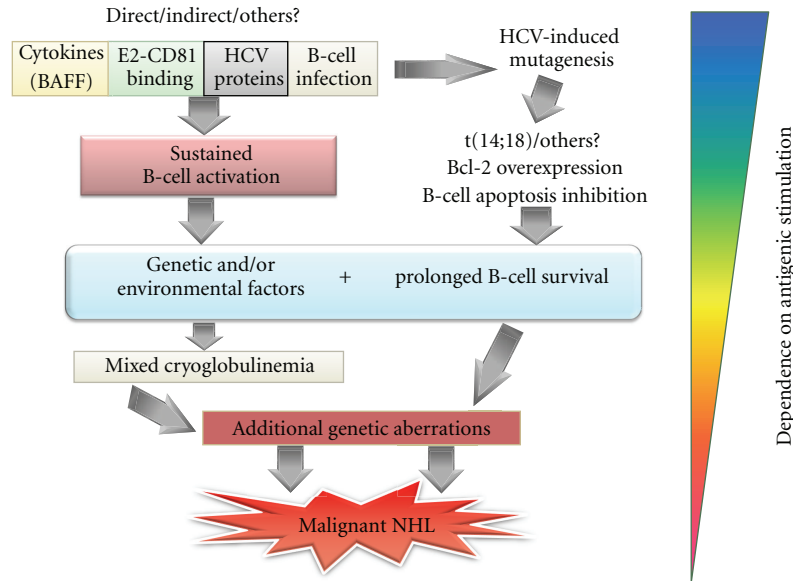 Direct/indirect/others?
Cytokines
(BAFF)
E2-CD81
binding
HCV
proteins
B-cell
infection
HCV-induced
mutagenesis
Sustained
B-cell activation
t(14;18)/others?
Bcl-2 overexpression
B-cell apoptosis inhibition
Genetic and/or
environmental factors
+
prolonged B-cell survival
Mixed cryoglobulinemia
Additional genetic aberrations
Malignant NHL
Dependence on antigenic stimulation